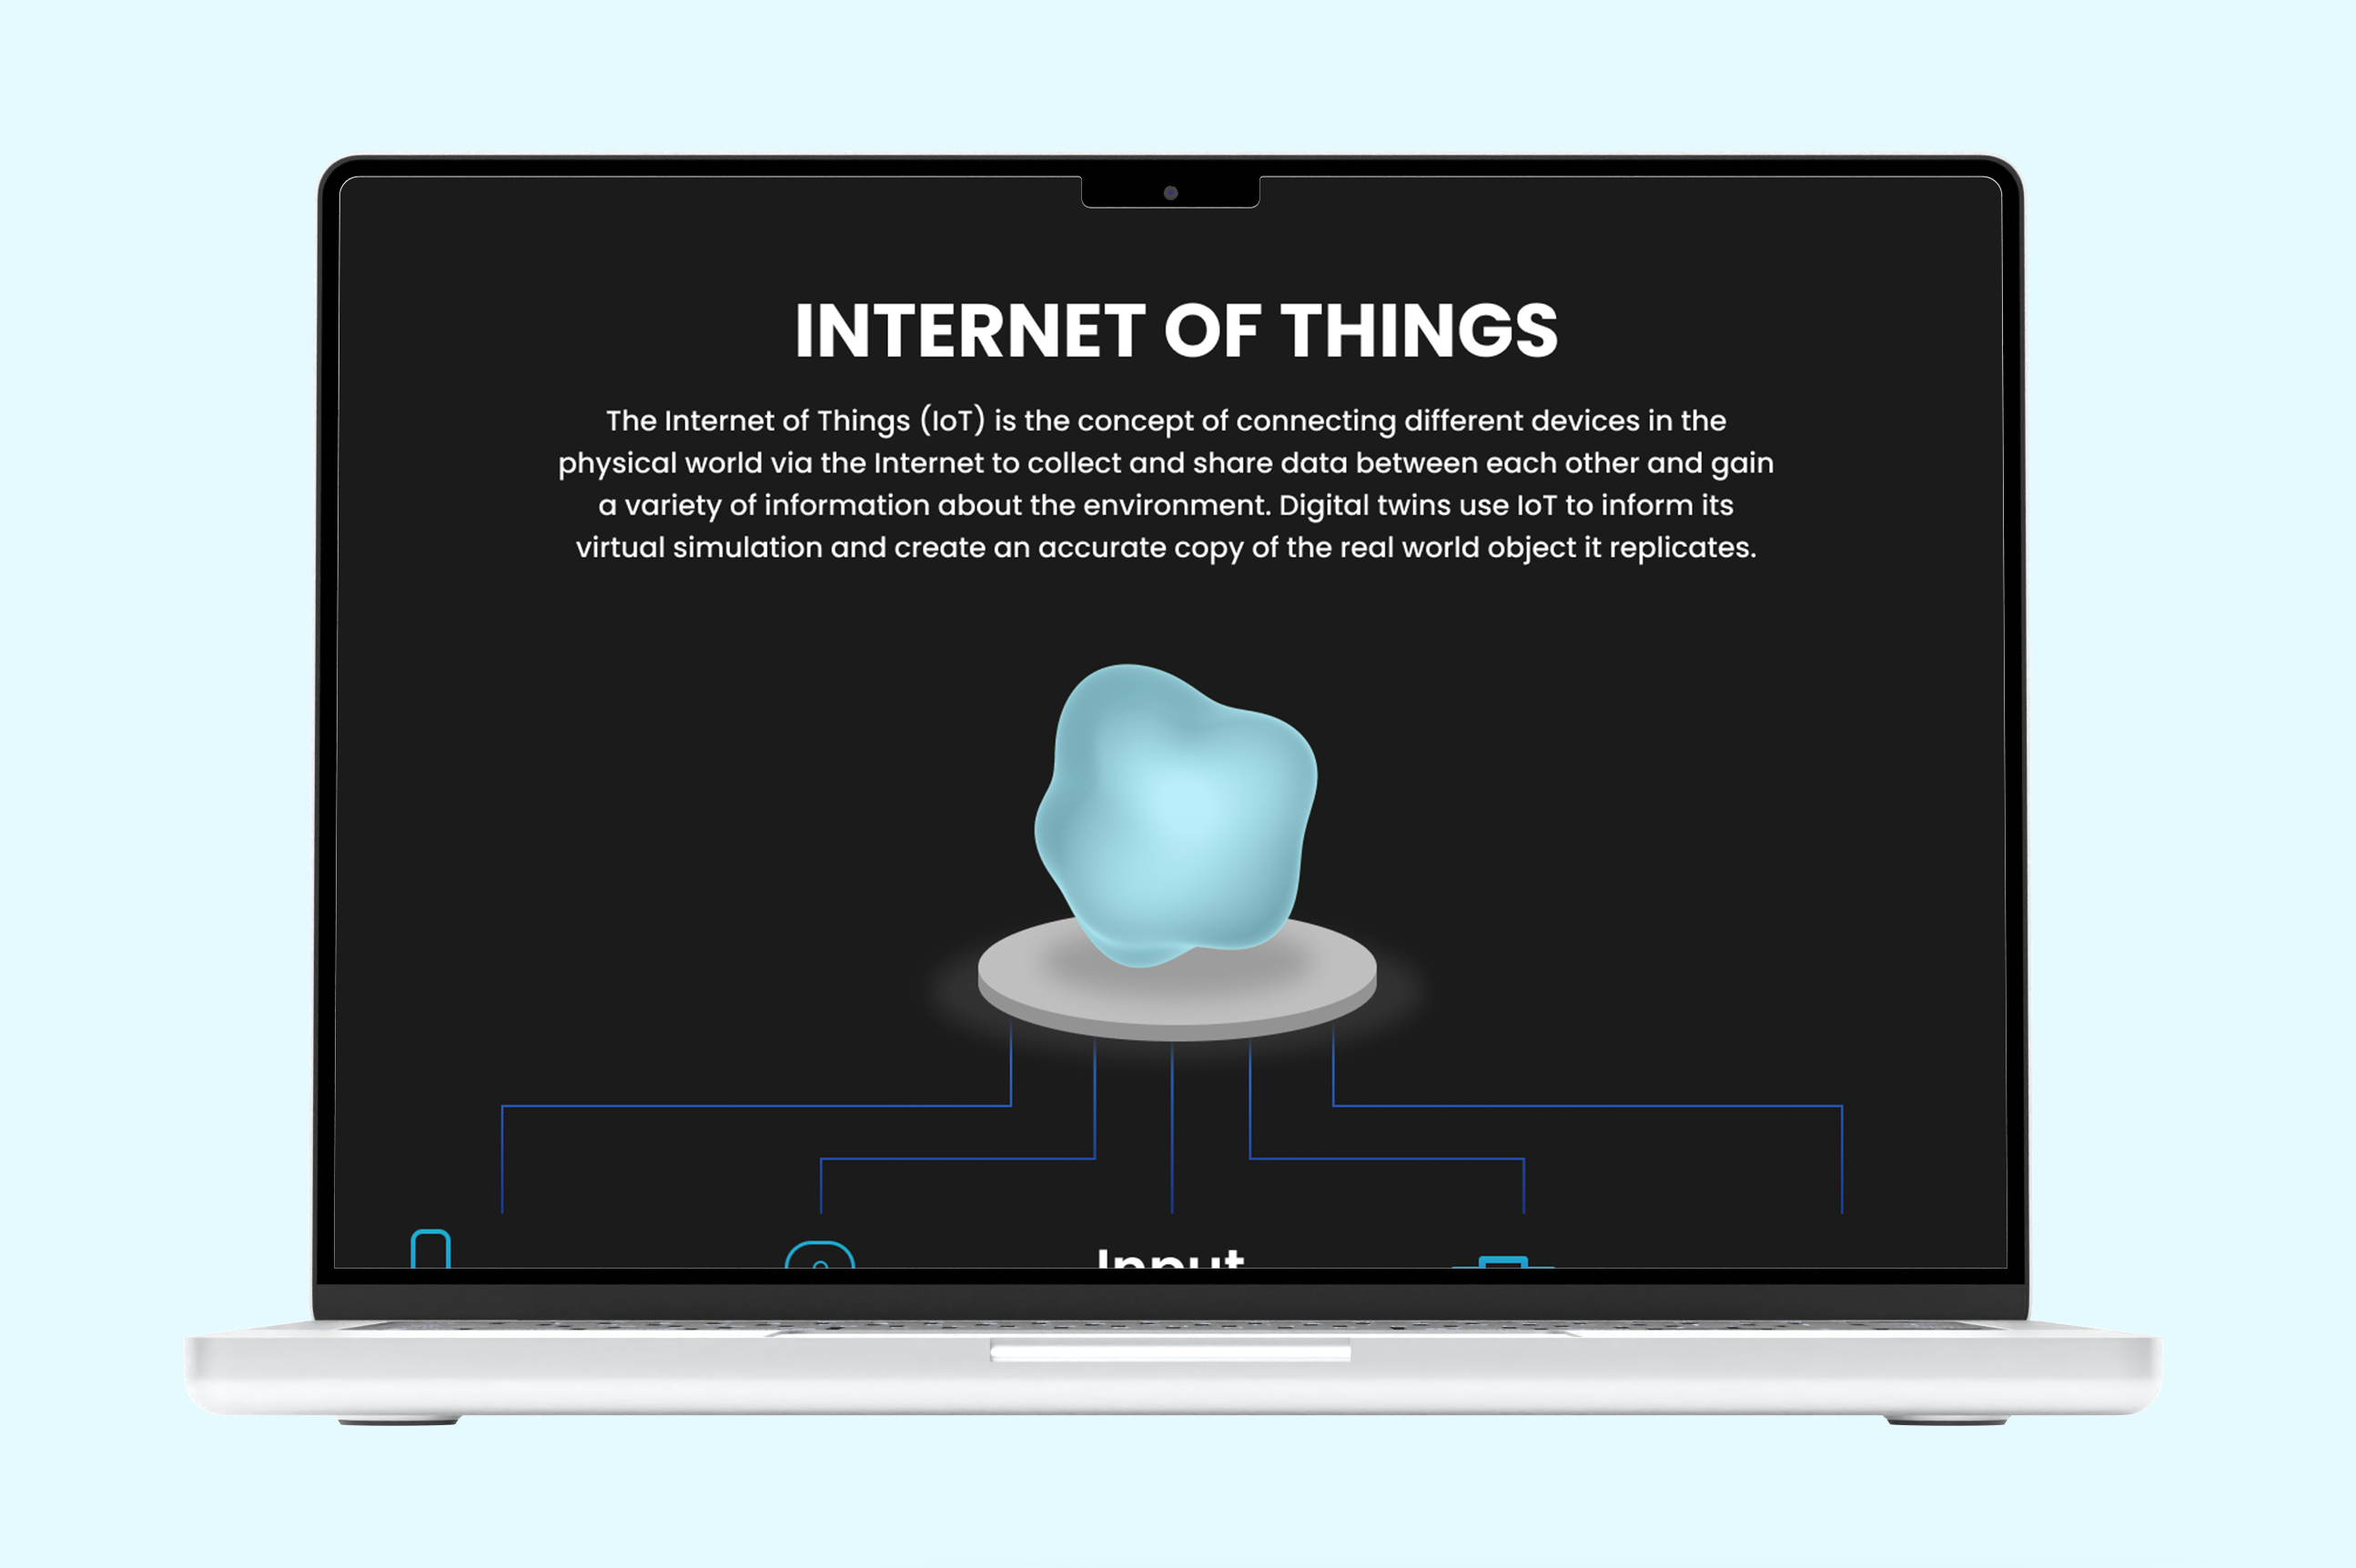 INTERNET OF THINGS
The Internet of Things (IoT) is the concept of connecting different devices in the
physical world via the Internet to collect and share data between each other and gain
a variety of information about the environment. Digital twins use IoT to inform its
virtual simulation and create an accurate copy of the real world object it replicates.
Input